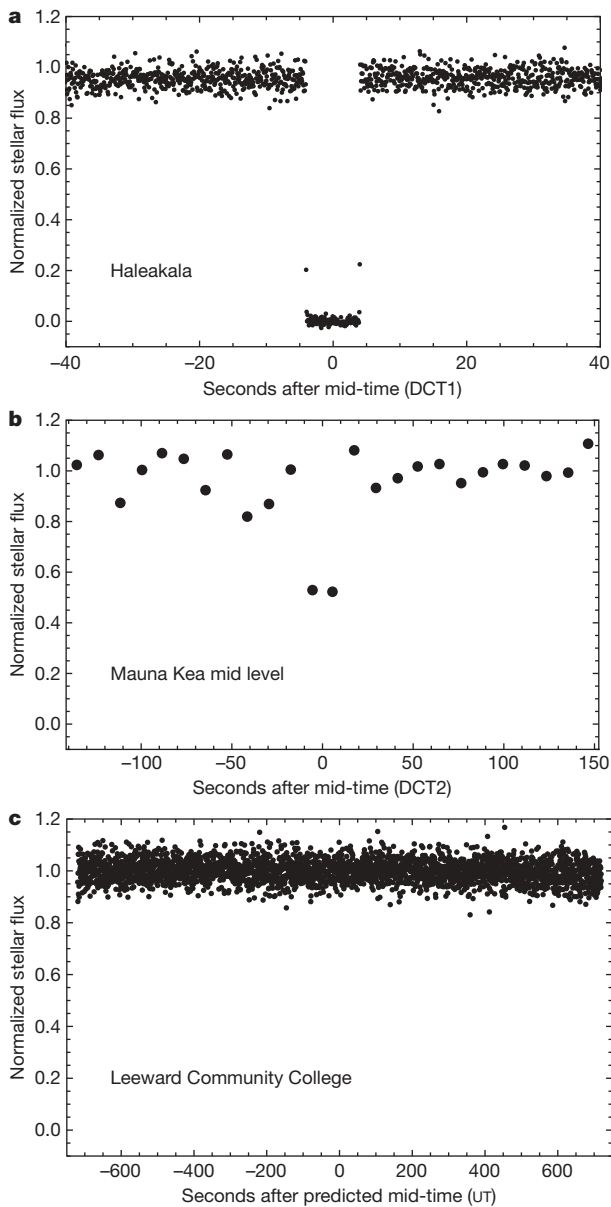 a
1.2
1.0
0.8
0.6
0.4
0.2
0.0
Normalized stellar flux
Haleakala
−40 −20 0 20 40
Seconds after mid-time (DCT1)
b
1.2
1.0
0.8
0.6
0.4
0.2
0.0
Normalized stellar flux
Mauna Kea mid level
−100 −50 0 50 100 150
Seconds after mid-time (DCT2)
c
1.2
1.0
0.8
0.6
0.4
0.2
0.0
Normalized stellar flux
Leeward Community College
−600 −400 −200 0 200 400 600
Seconds after predicted mid-time (UT)